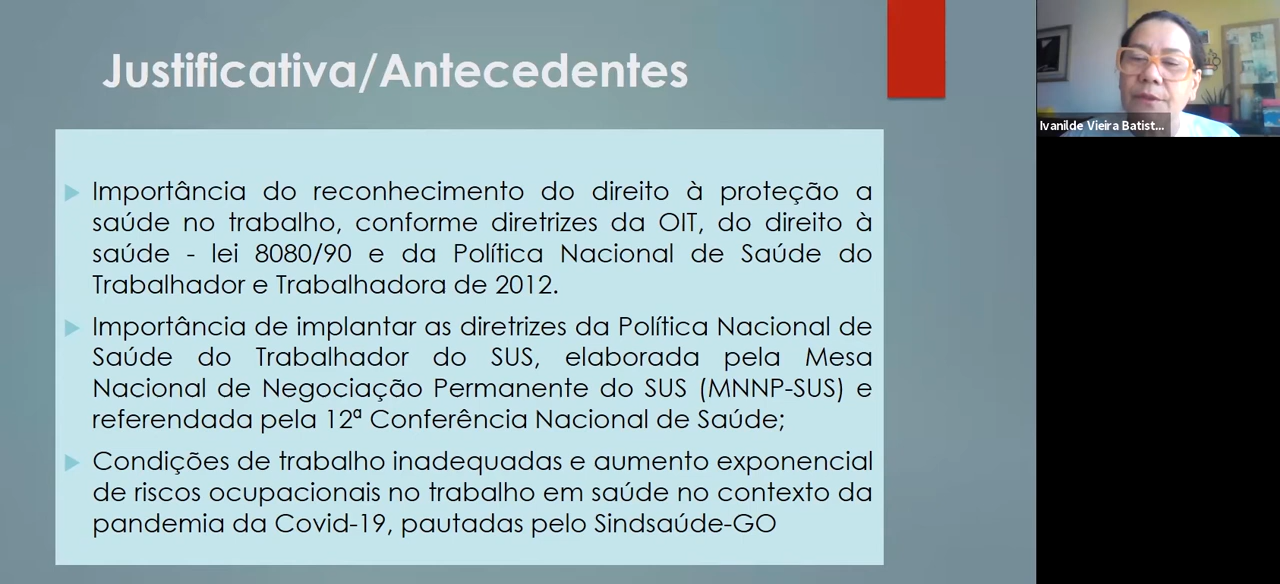 Justificativa/Antecedentes
Ivanilde Vieira Batist...
Importância do reconhecimento do direito à proteção a
saúde no trabalho, conforme diretrizes da OIT, do direito à
saúde - lei 8080/90 e da Política Nacional de Saúde do
Trabalhador e Trabalhadora de 2012.
Importância de implantar as diretrizes da Política Nacional de
Saúde do Trabalhador do SUS, elaborada pela Mesa
Nacional de Negociação Permanente do SUS (MNNP-SUS) e
referendada pela 12ª Conferência Nacional de Saúde;
Condições de trabalho inadequadas e aumento exponencial
de riscos ocupacionais no trabalho em saúde no contexto da
pandemia da Covid-19, pautadas pelo Sindsaúde-GO